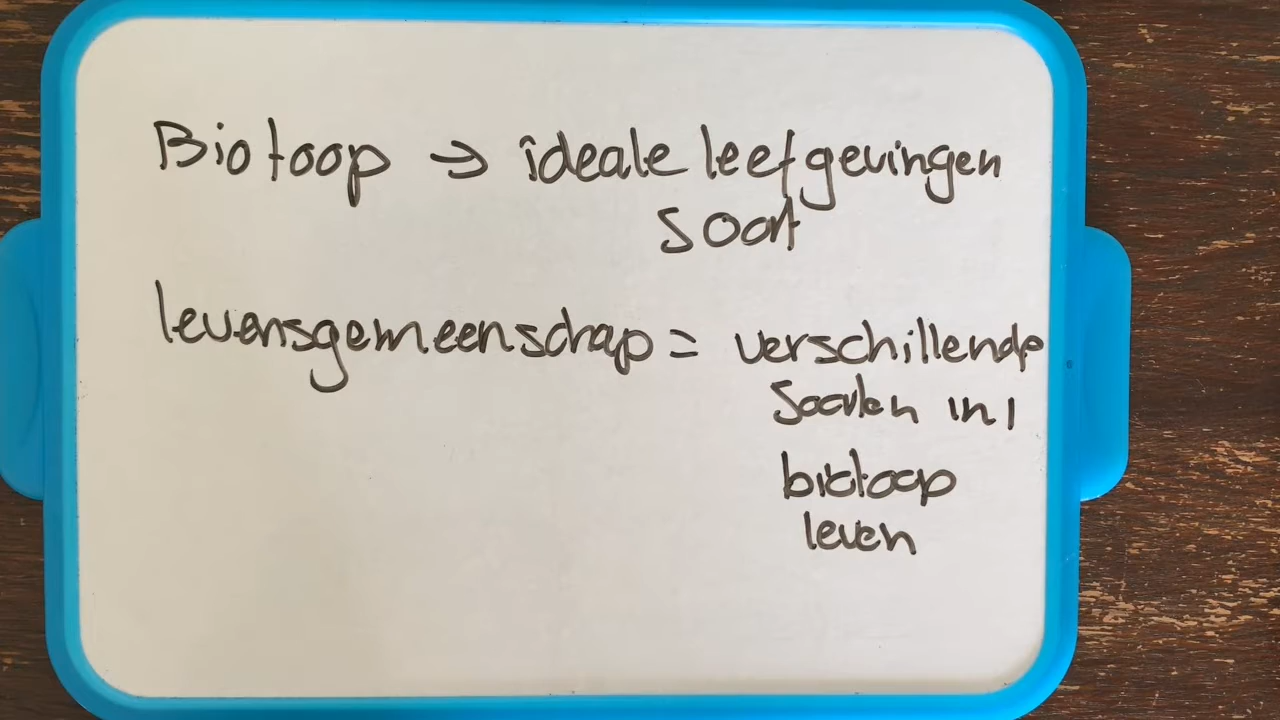 Biotoop → ideale leefgevingen
soort
levensgemeenschap = verschillende
soorten in 1
biotoop
leven